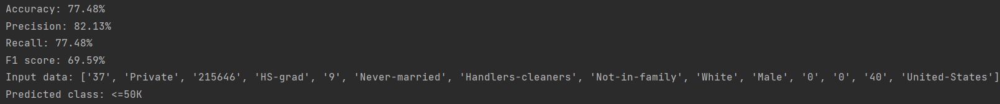 Accuracy: 77.48%
Precision: 82.13%
Recall: 77.48%
F1 score: 69.59%
Input data: ['37', 'Private', '215646', 'HS-grad', '9', 'Never-married', 'Handlers-cleaners', 'Not-in-family', 'White', 'Male', '0', '0', '40', 'United-States']
Predicted class: <=50K